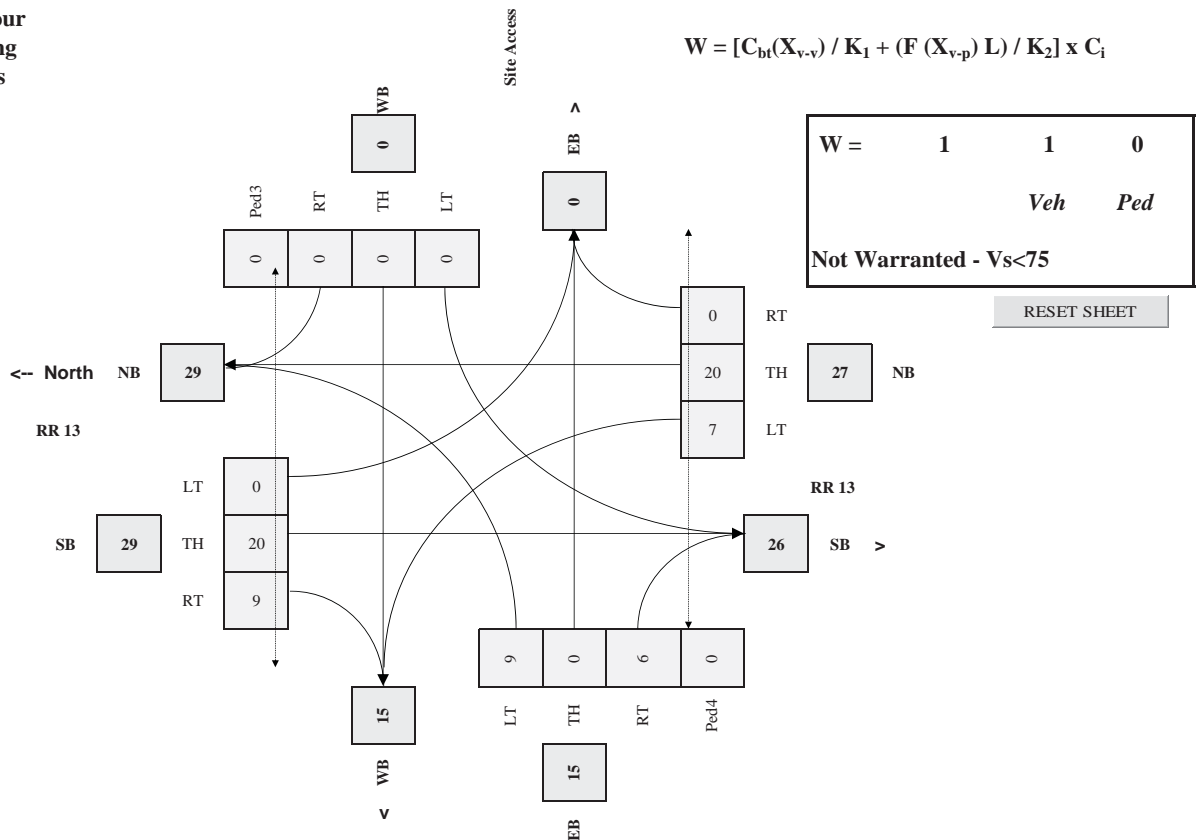 our
ng
s
Site Access
W = [Cbt(Xv-v) / K1 + (F (Xv-p) L) / K2] x Ci
WB
0
Ped3 RT TH LT
0 0 0 0
EB >
0
W = 1 1 0
Veh Ped
Not Warranted - Vs<75
RESET SHEET
0 RT
20 TH
7 LT
27 NB
<-- North NB 29
RR 13
LT 0
SB 29 TH 20
RT 9
RR 13
26 SB >
9 0 6 0
LT TH RT Ped4
15
WB
<
15
EB